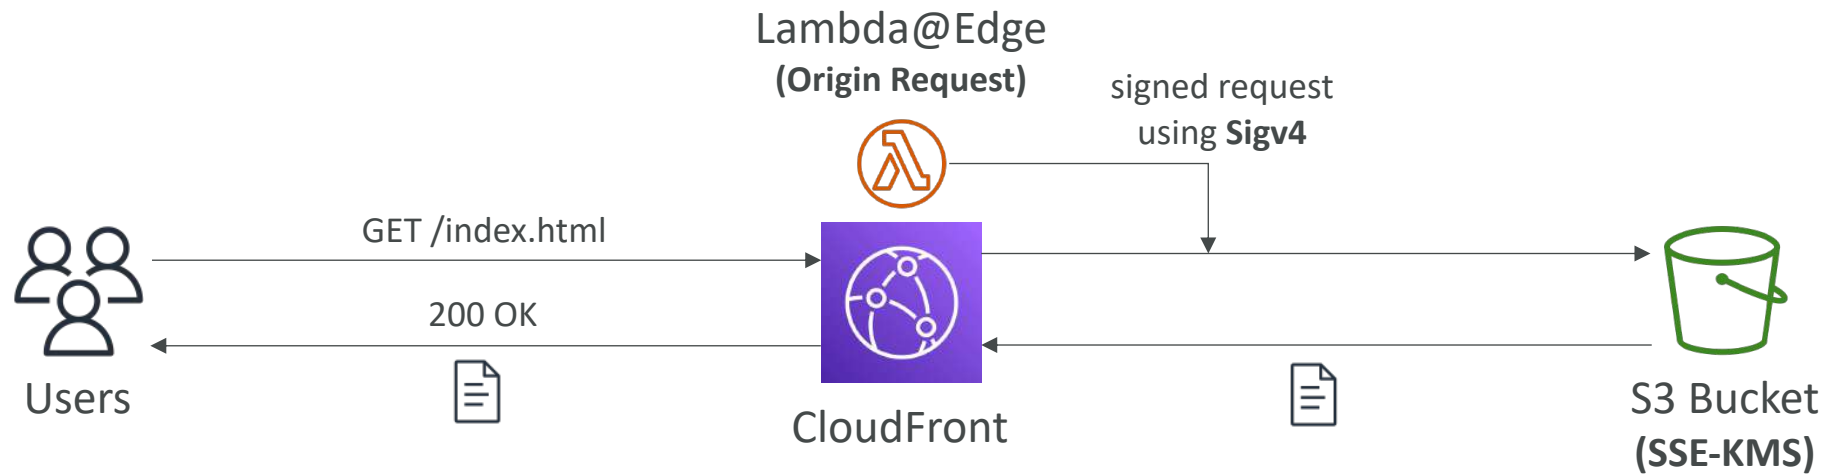 Lambda@Edge
(Origin Request)
signed request
using Sigv4
GET /index.html
200 OK
Users
CloudFront
S3 Bucket
(SSE-KMS)